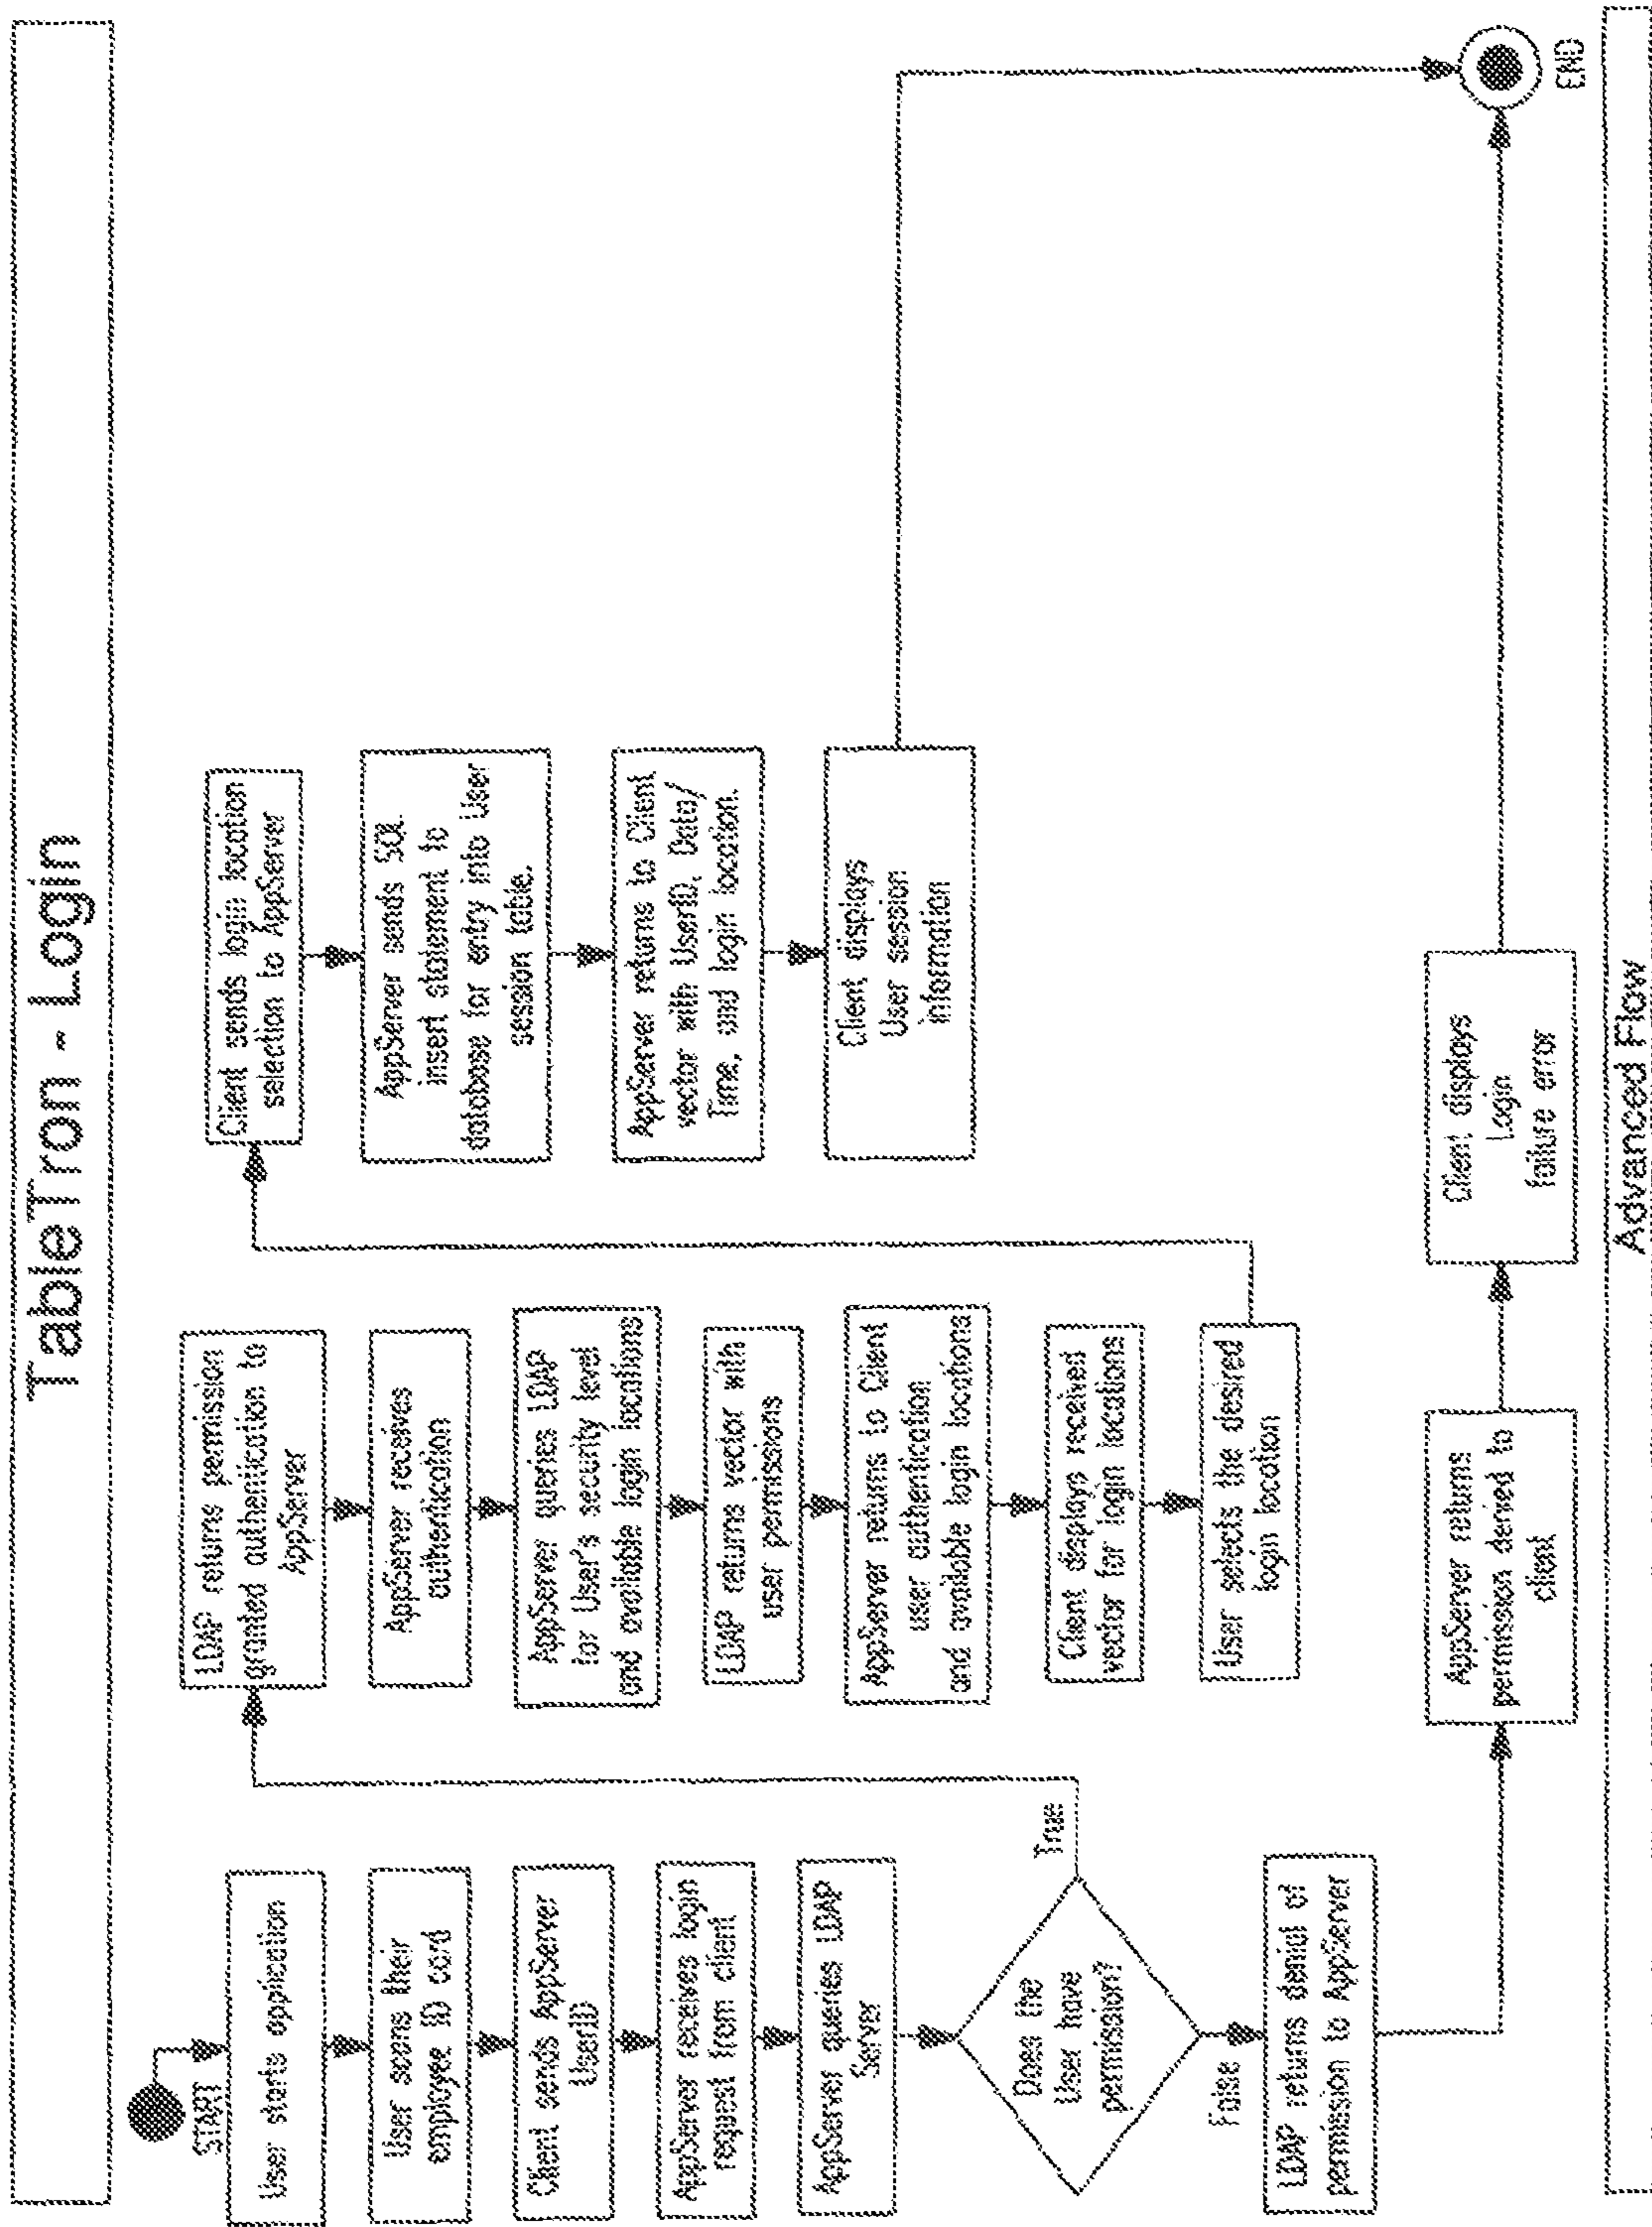 TableTron - Login
START
User starts application
User scans their
employee ID card
Client sends AppServer
UserID
AppServer receives login
request from client
AppServer queries LDAP
Server
Does the
User have
permission?
True
False
LDAP returns denial of
permission to AppServer
LDAP returns permission
granted authentication to
AppServer
AppServer receives
authentication
AppServer queries LDAP
for User's security level
and available login locations
LDAP returns vector with
user permissions
AppServer returns to Client
user authentication
and available login locations
Client displays received
vector for login locations
User selects the desired
login location
Client sends login location
selection to AppServer
AppServer sends SQL
insert statement to
database for entry into User
session table.
AppServer returns to Client
vector with UserID, Data/
Time, and login location.
Client displays
User session
information
AppServer returns
permission denied to
client
Client displays
Login
failure error
END
Advanced Flow